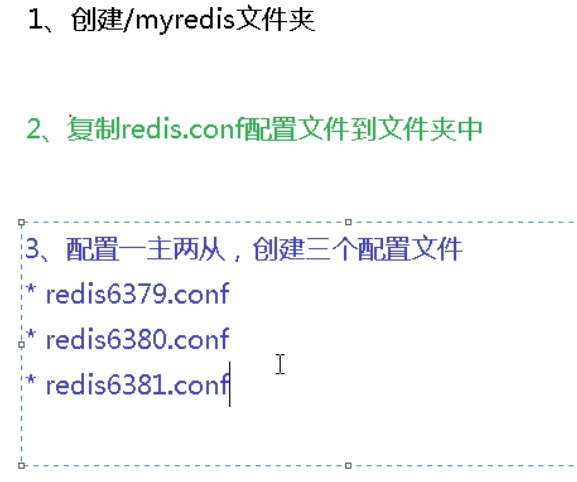 1、创建/myredis文件夹
2、复制redis.conf配置文件到文件夹中
3、配置一主两从，创建三个配置文件
* redis6379.conf
* redis6380.conf
* redis6381.conf